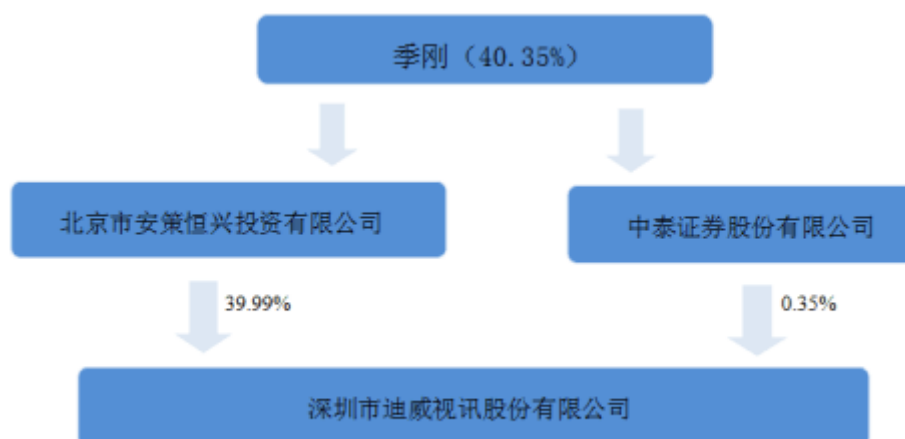 季刚（40.35%）
北京市安策恒兴投资有限公司
中泰证券股份有限公司
39.99%
0.35%
深圳市迪威视讯股份有限公司